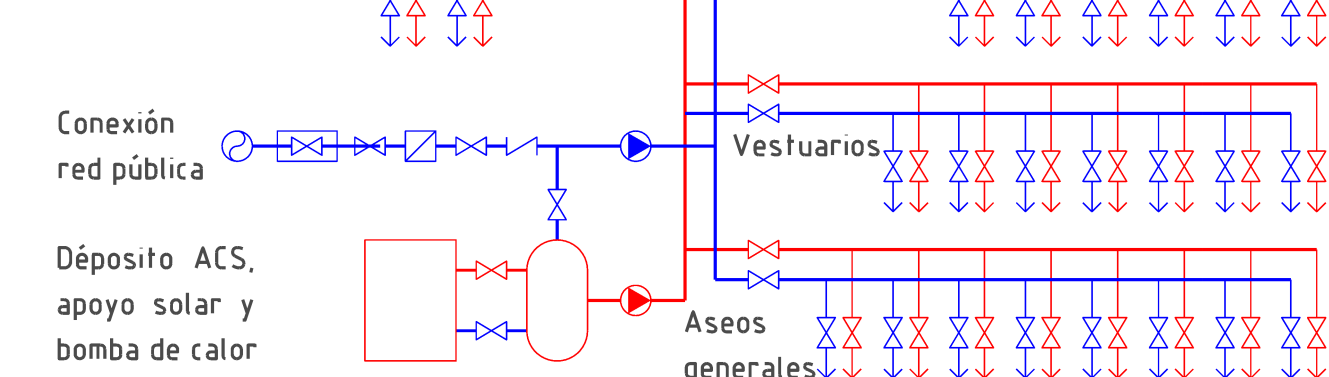 Conexión
red pública
Vestuarios
Déposito ACS,
apoyo solar y
bomba de calor
Aseos
generales